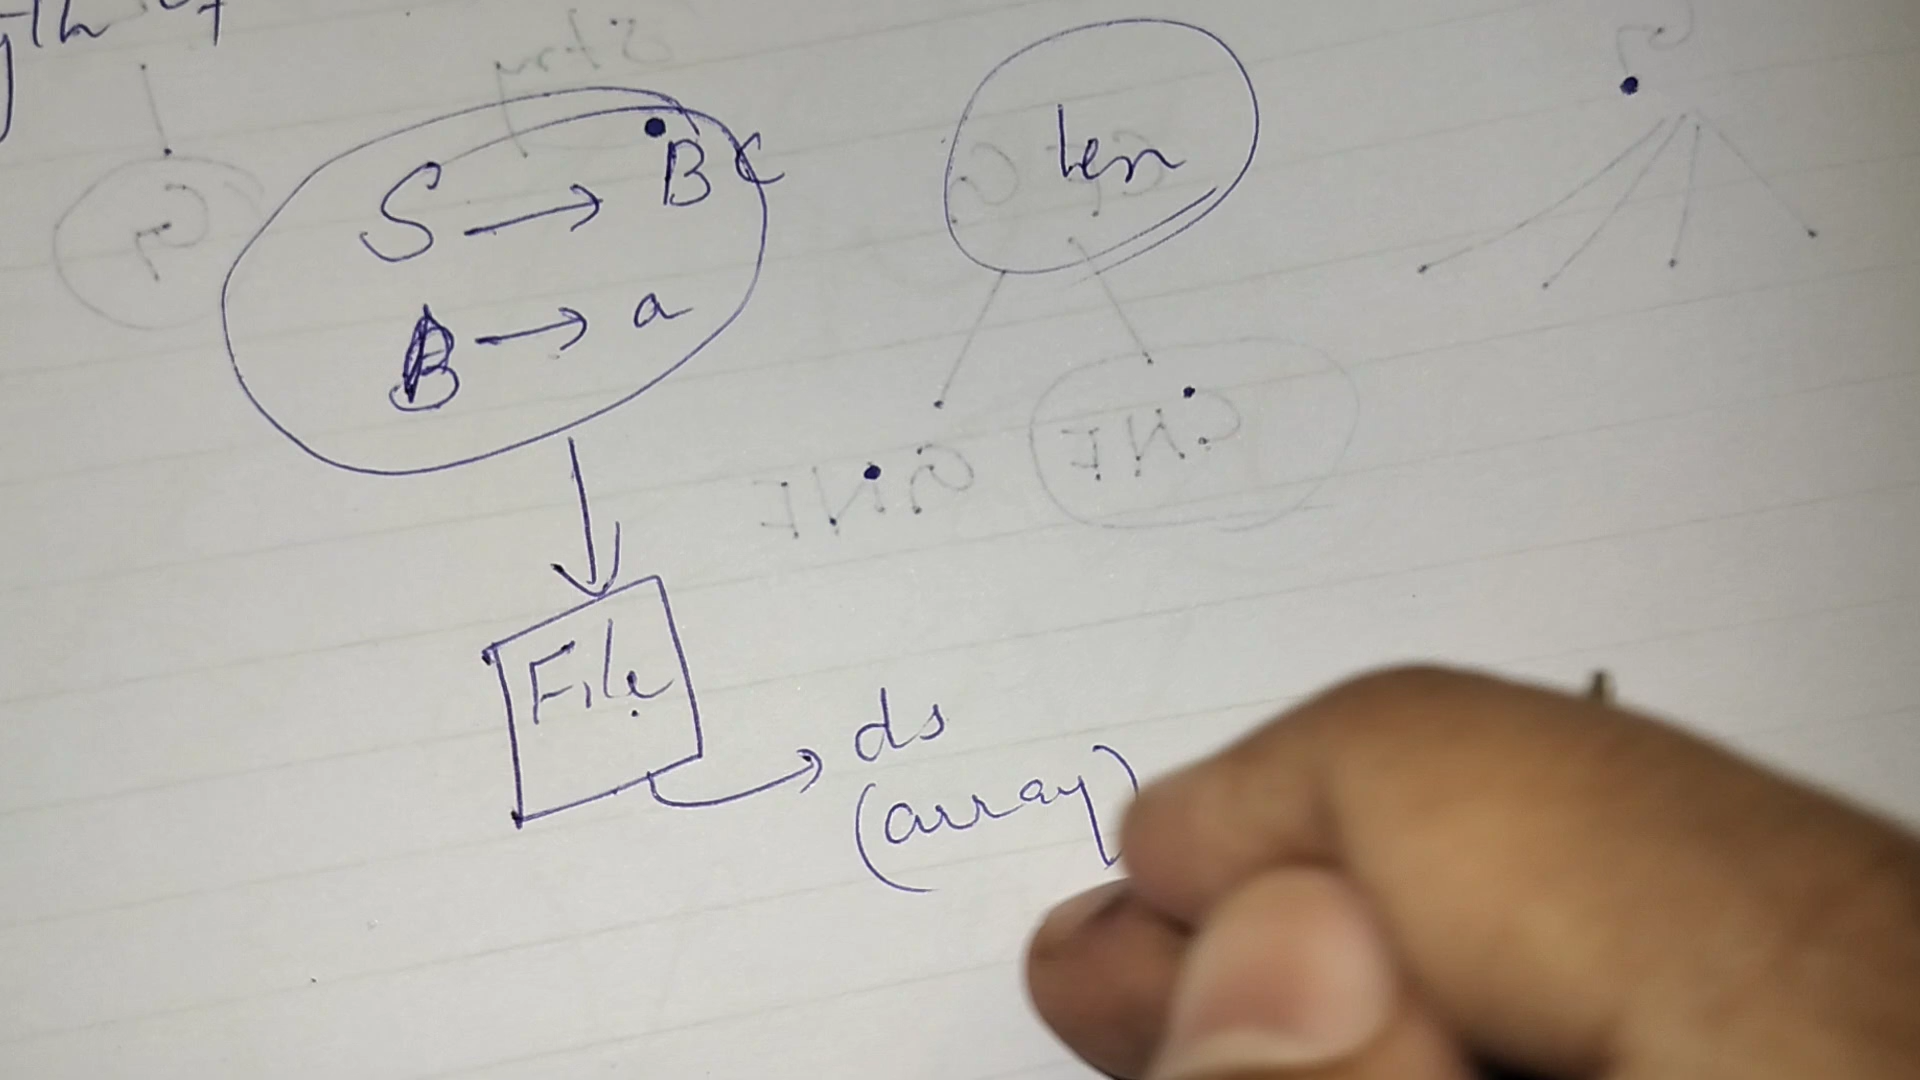 S → BC
B → a
len
File
ds
(array)